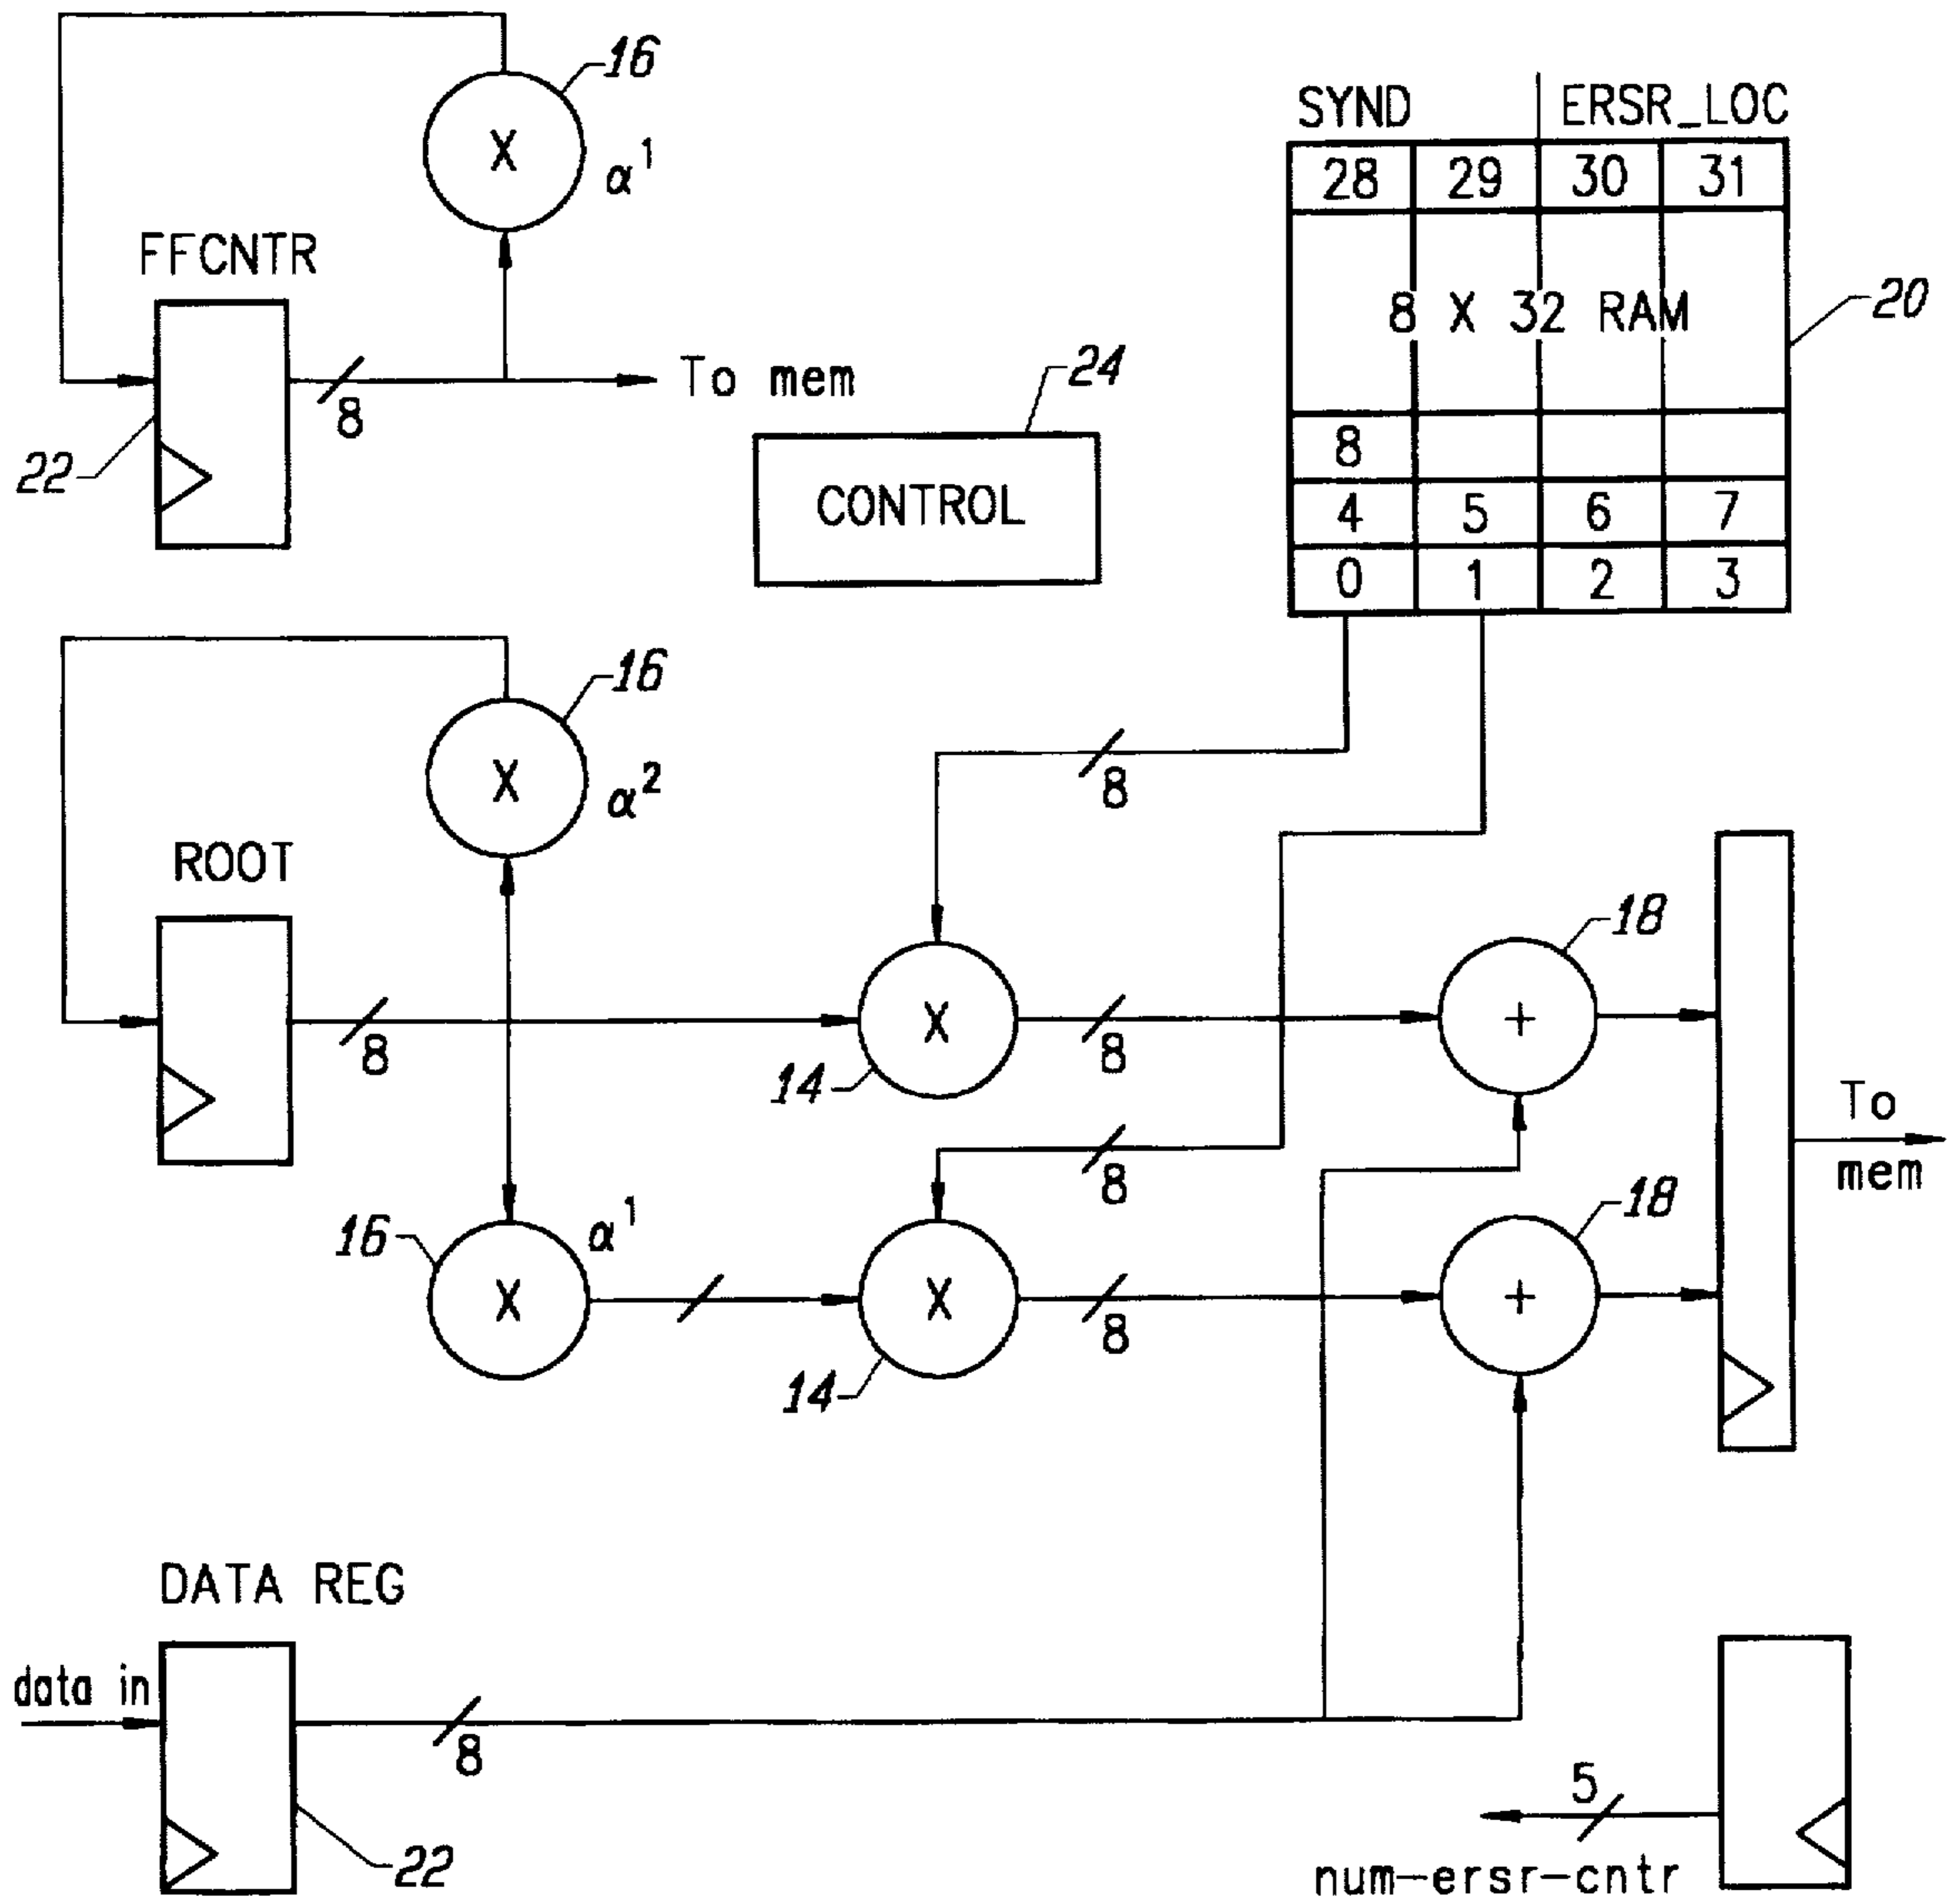 16
X
α¹
SYND
ERSR_LOC
28 29 30 31
FFCNTR
8 X 32 RAM
20
To mem
8
22
24
CONTROL
8
4 5 6 7
0 1 2 3
16
X
α²
8
ROOT
18
8
X
8
+
14
To
mem
8
16
α¹
X
X
8
18
+
14
DATA REG
data in
8
22
5
num-ersr-cntr